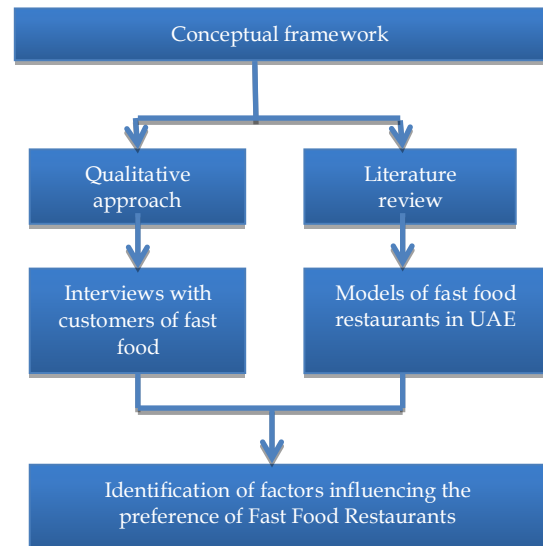 Conceptual framework
Qualitative
approach
Literature
review
Interviews with
customers of fast
food
Models of fast food
restaurants in UAE
Identification of factors influencing the
preference of Fast Food Restaurants